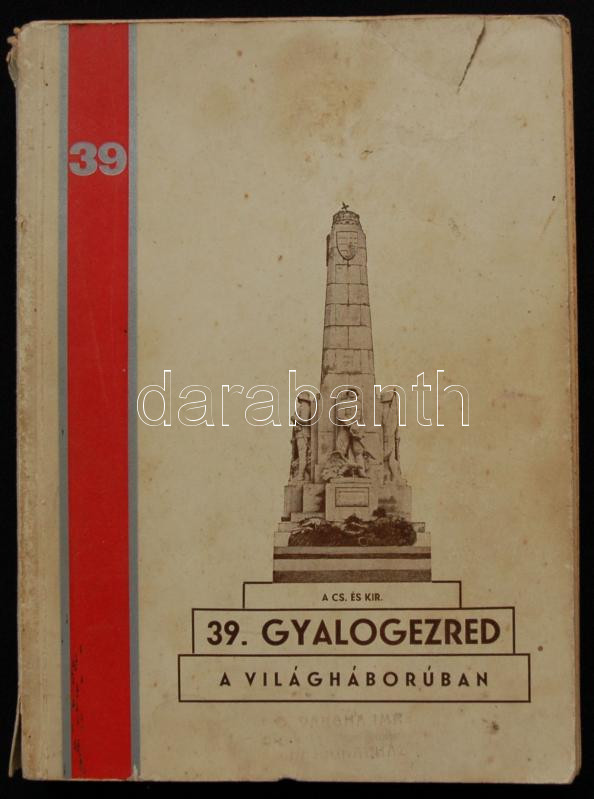 39
darabanth
A CS. ÉS KIR.
39. GYALOGEZRED
A VILÁGHÁBORÚBAN